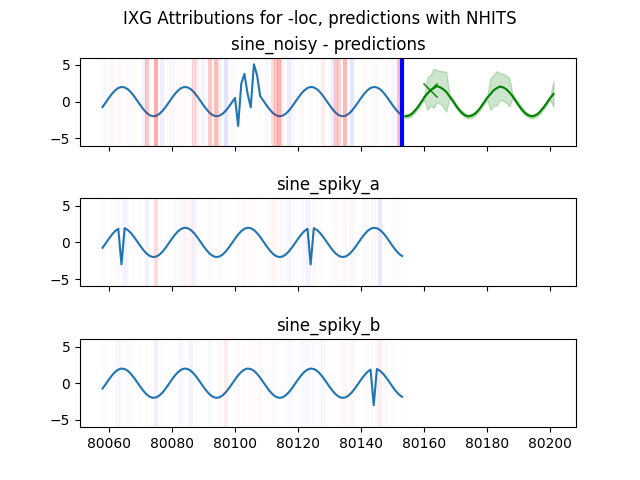 IXG Attributions for -loc, predictions with NHITS
sine_noisy - predictions
5
0
−5
sine_spiky_a
5
0
−5
sine_spiky_b
5
0
−5
80060 80080 80100 80120 80140 80160 80180 80200